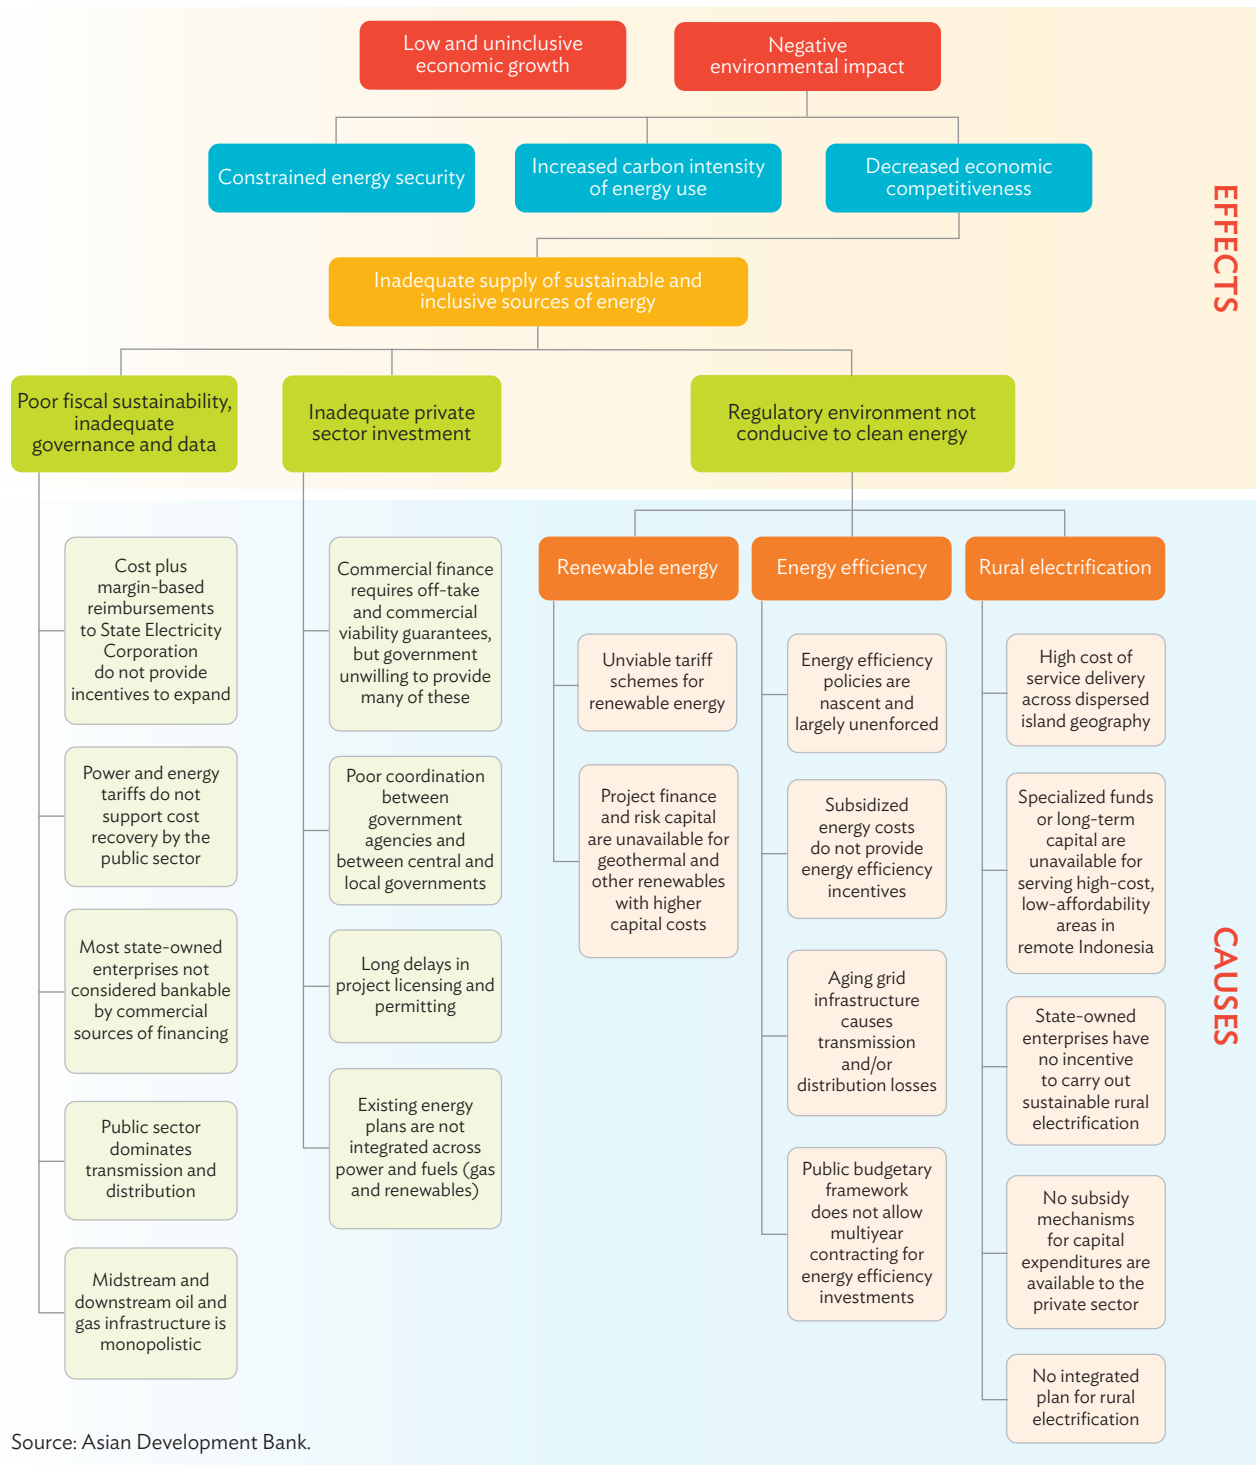 Low and uninclusive
economic growth
Negative
environmental impact
Constrained energy security
Increased carbon intensity
of energy use
Decreased economic
competitiveness
EFFECTS
Inadequate supply of sustainable and
inclusive sources of energy
Poor fiscal sustainability,
inadequate
governance and data
Inadequate private
sector investment
Regulatory environment not
conducive to clean energy
Cost plus
margin-based
reimbursements
to State Electricity
Corporation
do not provide
incentives to expand
Power and energy
tariffs do not
support cost
recovery by the
public sector
Most state-owned
enterprises not
considered bankable
by commercial
sources of financing
Public sector
dominates
transmission and
distribution
Midstream and
downstream oil and
gas infrastructure is
monopolistic
Commercial finance
requires off-take
and commercial
viability guarantees,
but government
unwilling to provide
many of these
Poor coordination
between
government
agencies and
between central and
local governments
Long delays in
project licensing and
permitting
Existing energy
plans are not
integrated across
power and fuels (gas
and renewables)
Renewable energy
Unviable tariff
schemes for
renewable energy
Project finance
and risk capital
are unavailable for
geothermal and
other renewables
with higher
capital costs
Energy efficiency
Energy efficiency
policies are
nascent and
largely unenforced
Subsidized
energy costs
do not provide
energy efficiency
incentives
Aging grid
infrastructure
causes
transmission
and/or
distribution losses
Public budgetary
framework
does not allow
multiyear
contracting for
energy efficiency
investments
Rural electrification
High cost of
service delivery
across dispersed
island geography
Specialized funds
or long-term
capital are
unavailable for
serving high-cost,
low-affordability
areas in
remote Indonesia
State-owned
enterprises have
no incentive
to carry out
sustainable rural
electrification
No subsidy
mechanisms
for capital
expenditures are
available to the
private sector
No integrated
plan for rural
electrification
CAUSES
Source: Asian Development Bank.